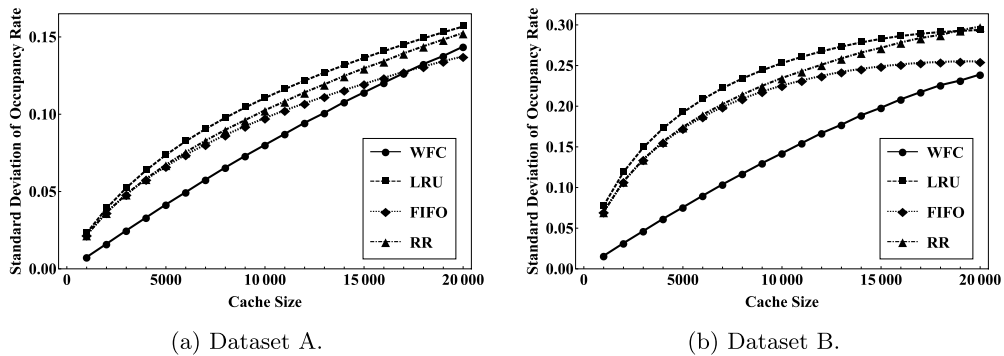 Standard Deviation of Occupancy Rate
0.15
0.10
0.05
0.00
0
5000
10 000
15 000
20 000
Cache Size
WFC
LRU
FIFO
RR
(a) Dataset A.
Standard Deviation of Occupancy Rate
0.30
0.25
0.20
0.15
0.10
0.05
0.00
0
5000
10 000
15 000
20 000
Cache Size
WFC
LRU
FIFO
RR
(b) Dataset B.